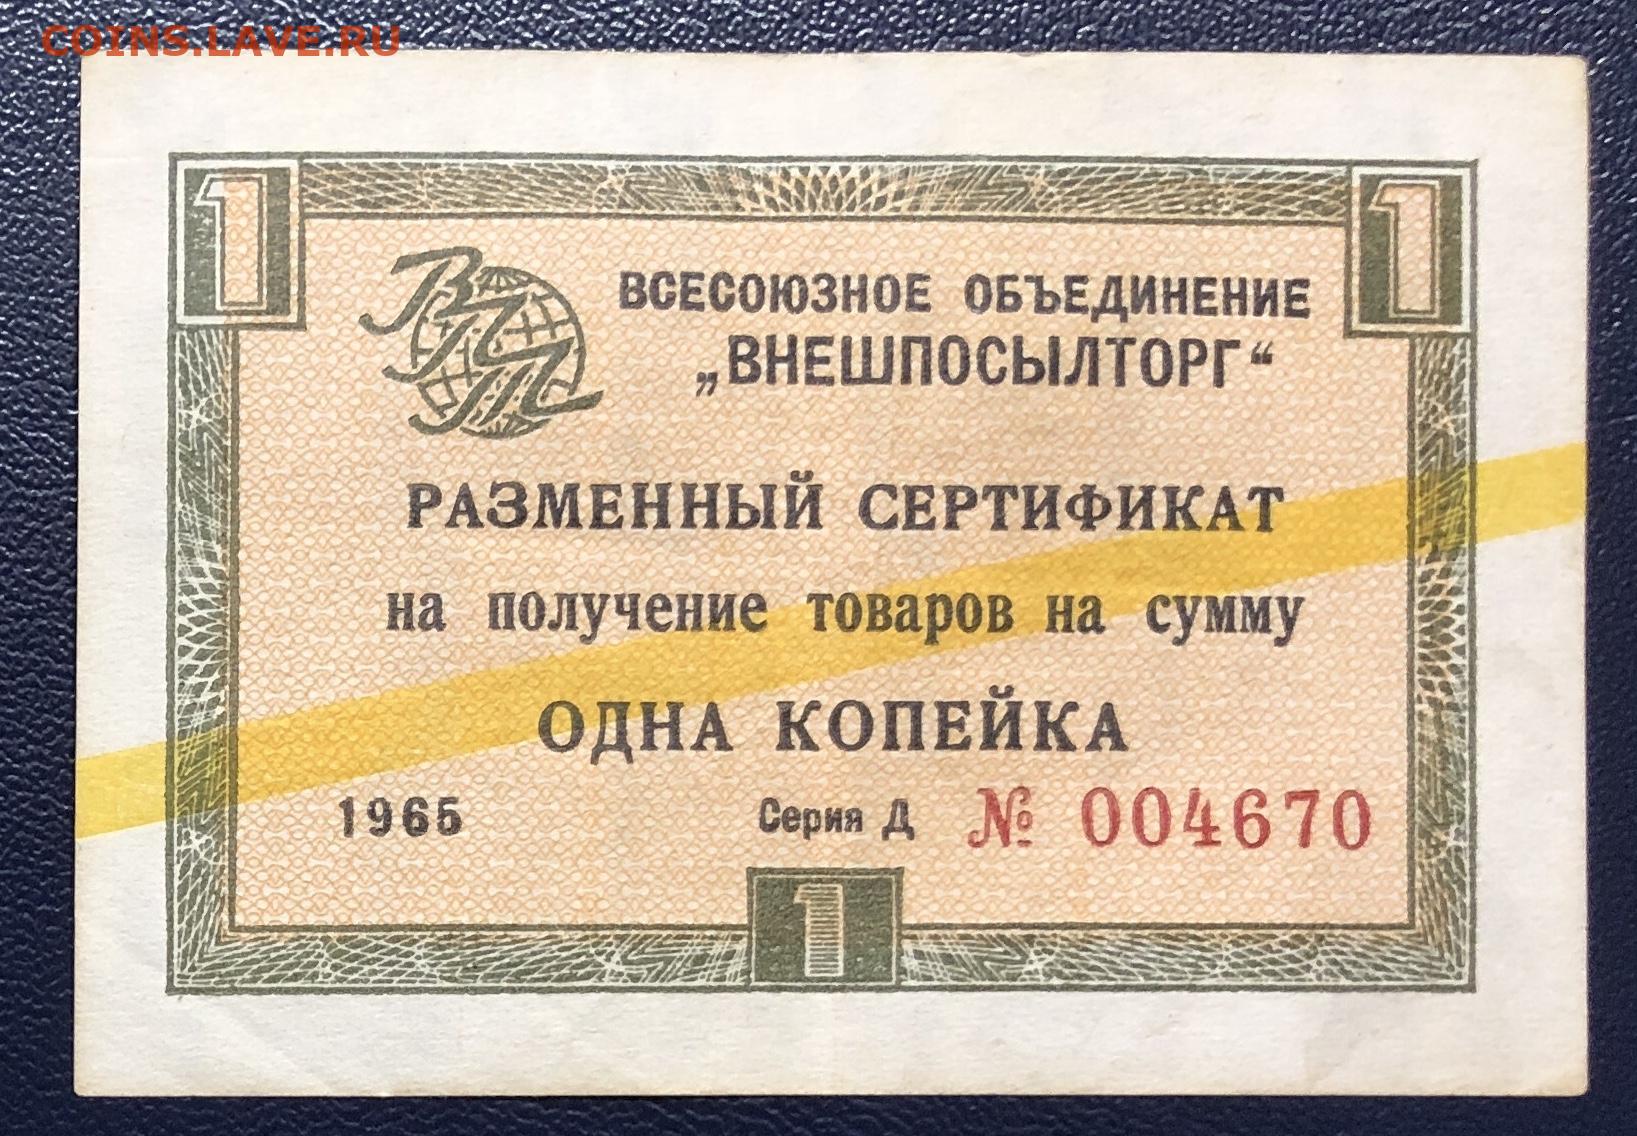 COINS.LAVE.RU
1 1
ВПТ
ВСЕСОЮЗНОЕ ОБЪЕДИНЕНИЕ
„ВНЕШПОСЫЛТОРГ“
РАЗМЕННЫЙ СЕРТИФИКАТ
на получение товаров на сумму
ОДНА КОПЕЙКА
1965 Серия Д № 004670
1